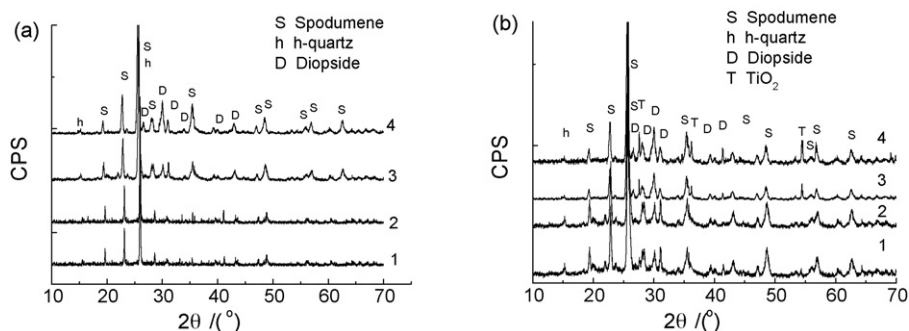 (a)
S Spodumene
h h-quartz
D Diopside
S
h
S
S
h
D
S
D
D
D
S
D
D
S
S
S
S
S
4
3
2
1
CPS
10 20 30 40 50 60 70
2θ /(°)
(b)
S Spodumene
h h-quartz
D Diopside
T TiO₂
S
h
S
S
S
T
D
D
D
D
S
T
D
D
S
S
T
S
S
S
4
3
2
1
CPS
10 20 30 40 50 60 70
2θ /(°)